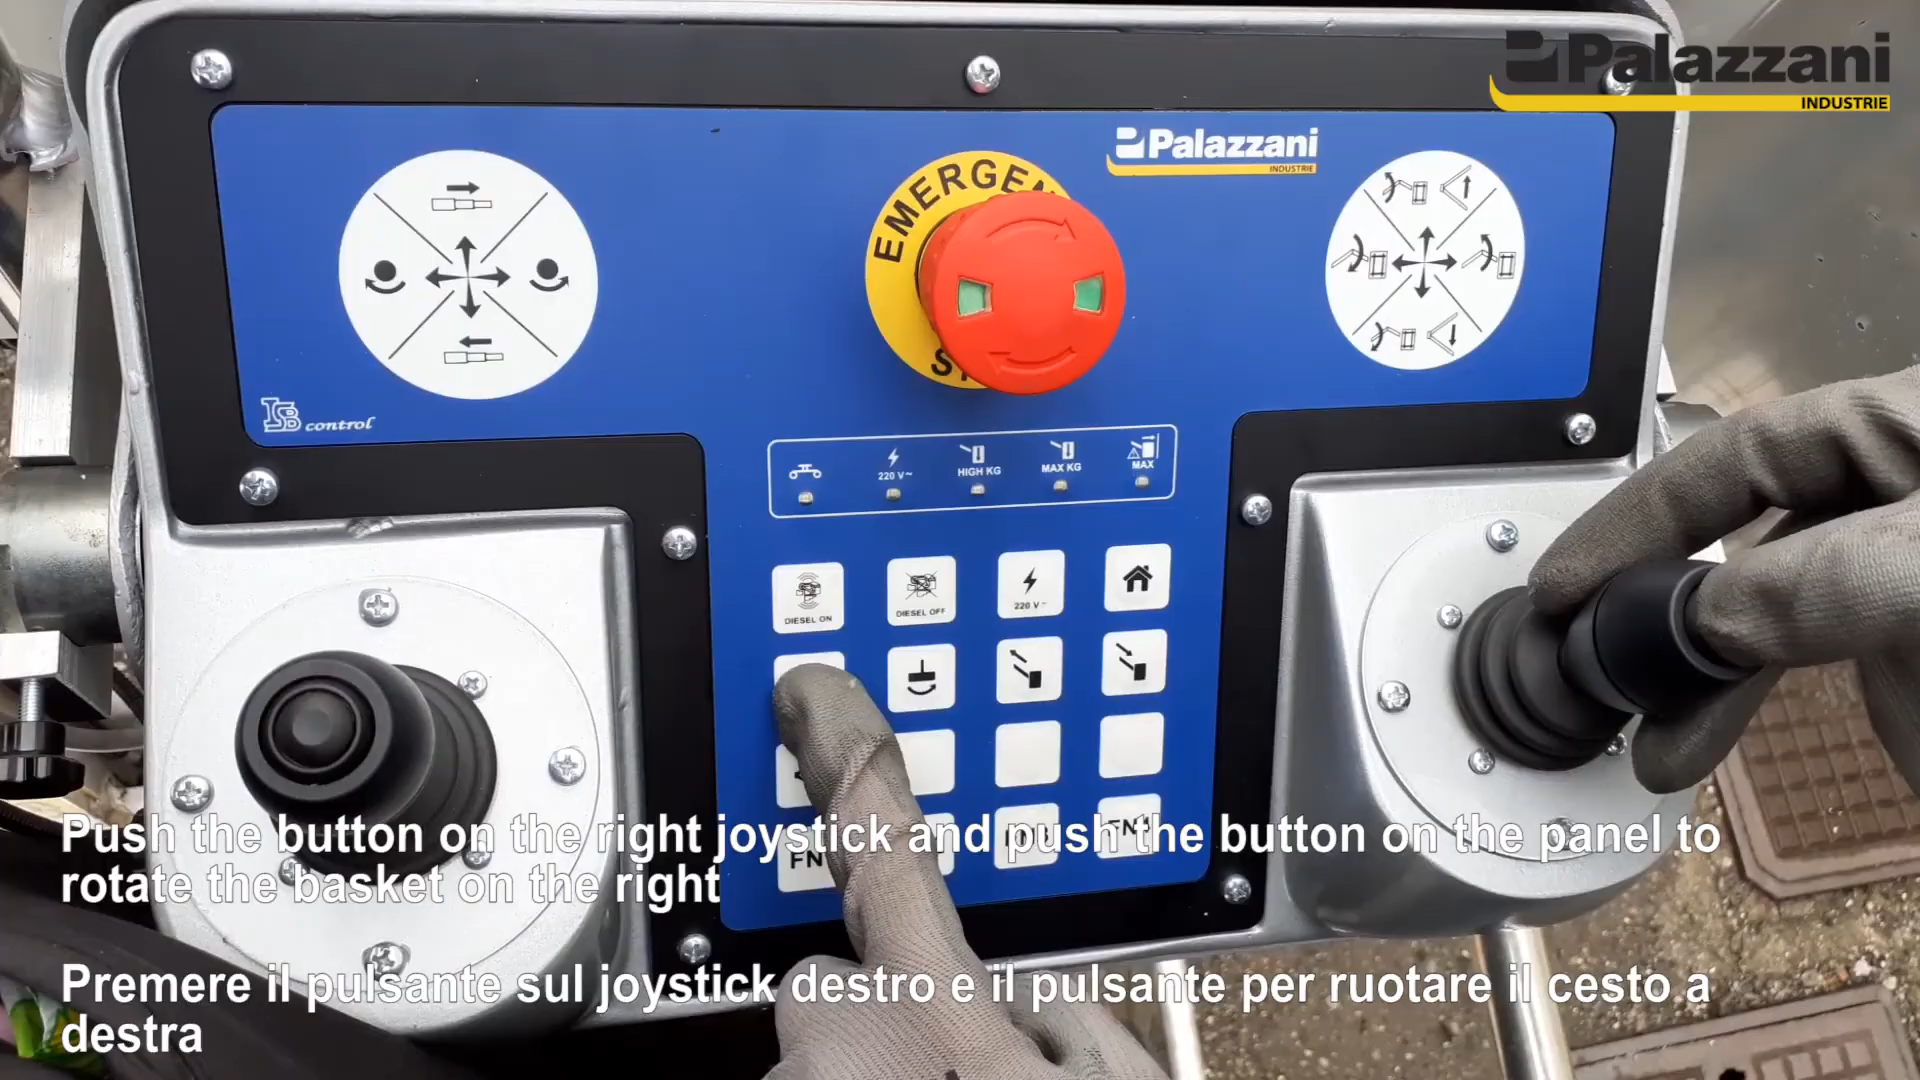 Palazzani
INDUSTRIE
Palazzani
INDUSTRIE
ISB control
220 V~
HIGH KG
MAX KG
MAX
DIESEL ON
DIESEL OFF
220 V~
Push the button on the right joystick and push the button on the panel to
rotate the basket on the right
Premere il pulsante sul joystick destro e il pulsante per ruotare il cesto a
destra